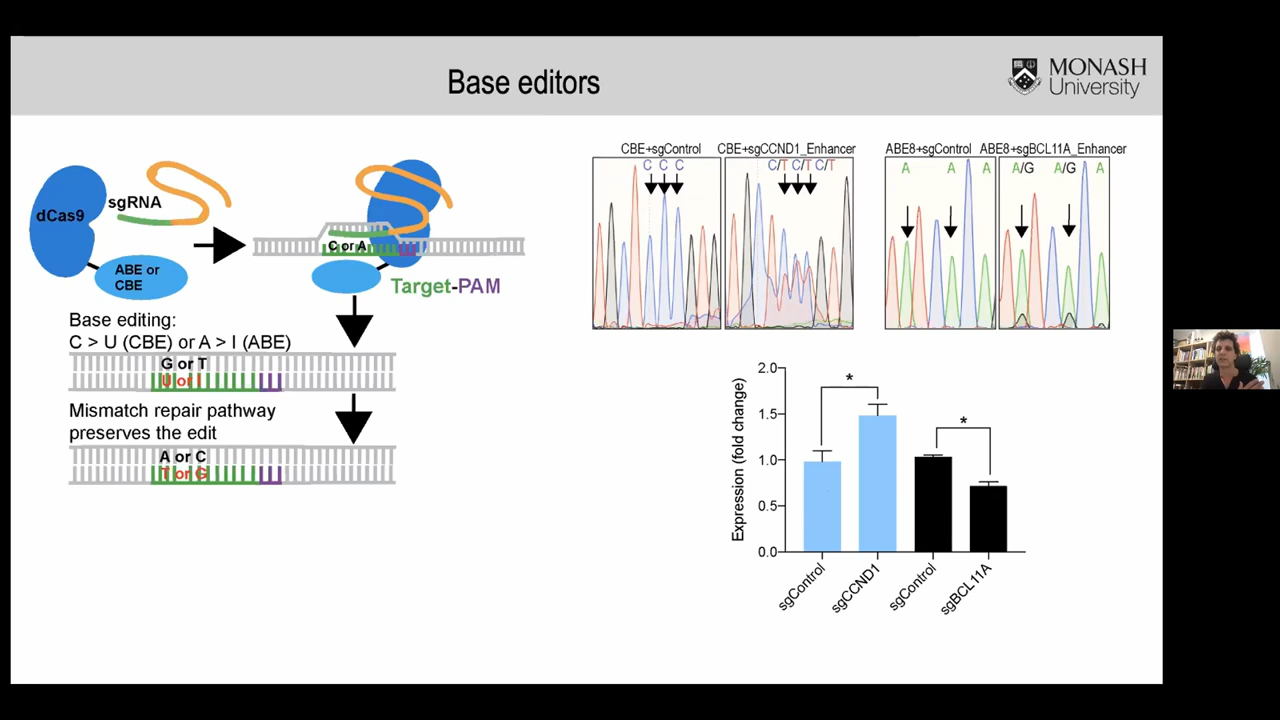 Base editors
MONASH
University
dCas9
sgRNA
ABE or
CBE
C or A
Target-PAM
Base editing:
C > U (CBE) or A > I (ABE)
G or T
U or I
Mismatch repair pathway
preserves the edit
A or C
T or G
CBE+sgControl
C C C
CBE+sgCCND1_Enhancer
C/T C/T C/T
ABE8+sgControl
A A A
ABE8+sgBCL11A_Enhancer
A/G A/G A
Expression (fold change)
2.0
1.5
1.0
0.5
0.0
*
*
sgControl
sgCCND1
sgControl
sgBCL11A